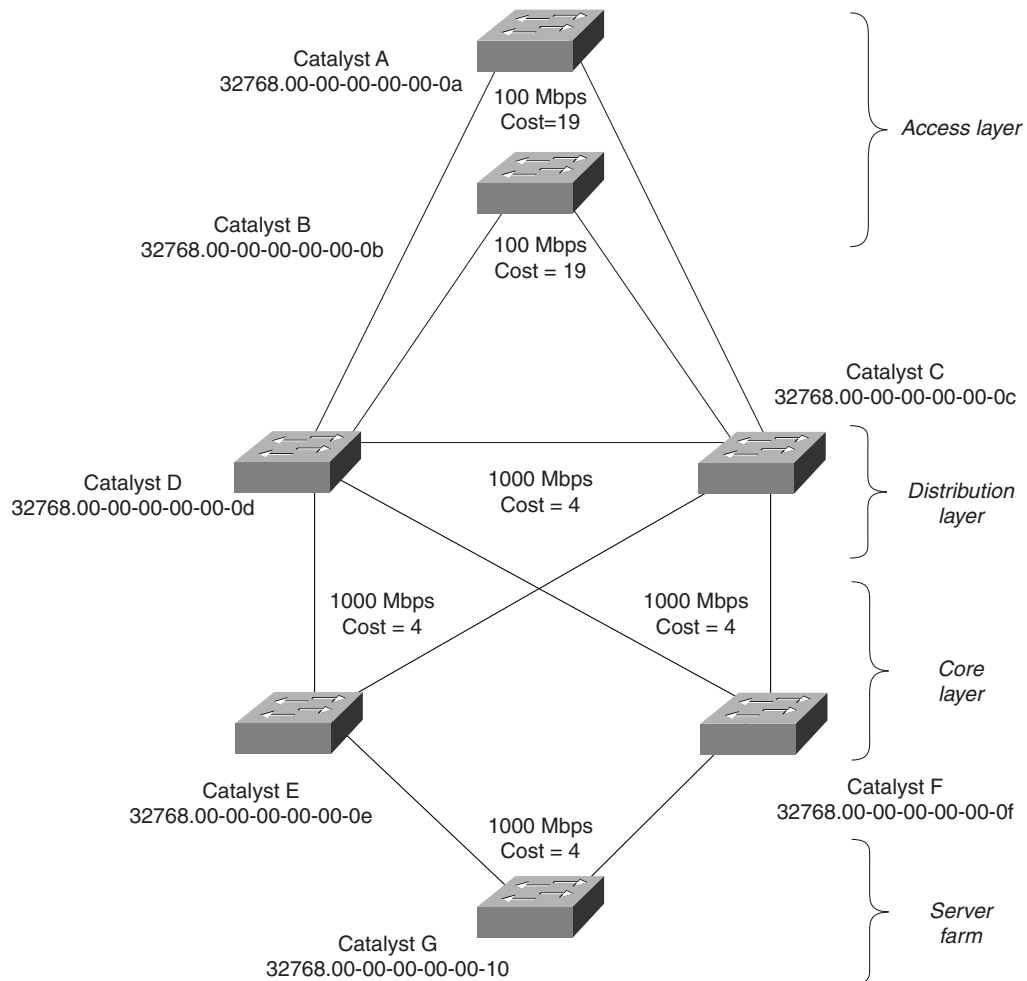 Catalyst A
32768.00-00-00-00-00-0a
100 Mbps
Cost=19
Access layer
Catalyst B
32768.00-00-00-00-00-0b
100 Mbps
Cost = 19
Catalyst C
32768.00-00-00-00-00-0c
Catalyst D
32768.00-00-00-00-00-0d
1000 Mbps
Cost = 4
Distribution
layer
1000 Mbps
Cost = 4
1000 Mbps
Cost = 4
Core
layer
Catalyst E
32768.00-00-00-00-00-0e
Catalyst F
32768.00-00-00-00-00-0f
1000 Mbps
Cost = 4
Server
farm
Catalyst G
32768.00-00-00-00-00-10